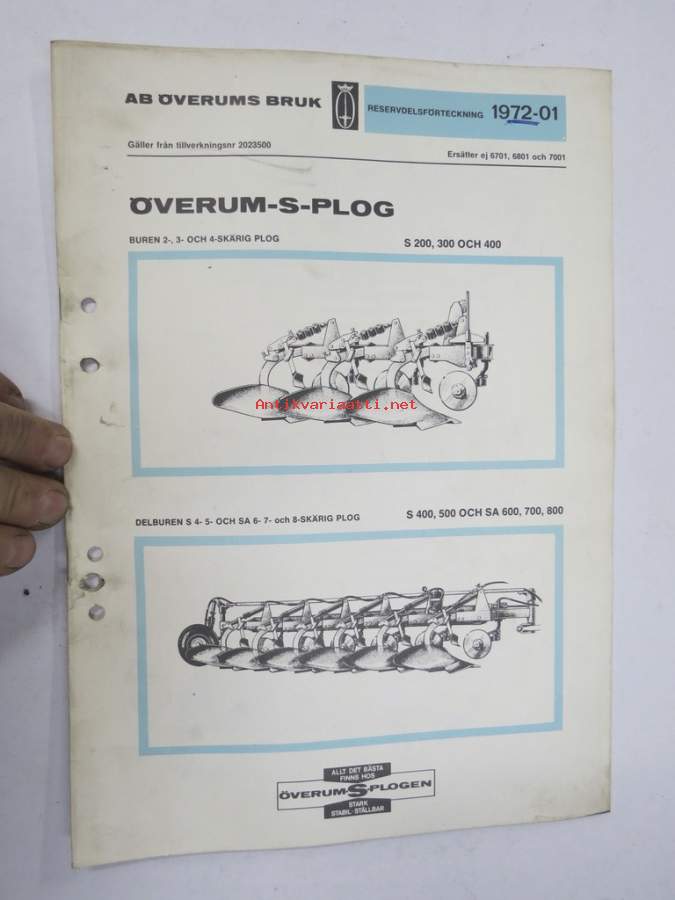 AB ÖVERUMS BRUK
RESERVDELSFÖRTECKNING 1972-01
Gäller från tillverkningsnr 2023500
Ersätter ej 6701, 6801 och 7001
ÖVERUM-S-PLOG
BUREN 2-, 3- OCH 4-SKÄRIG PLOG
S 200, 300 OCH 400
Antikvariaatti.net
DELBUREN S 4- 5- OCH SA 6- 7- och 8-SKÄRIG PLOG
S 400, 500 OCH SA 600, 700, 800
ALLT DET BÄSTA
FINNS HOS
ÖVERUM-S-PLOGEN
STARK
STABIL STÄLLBAR